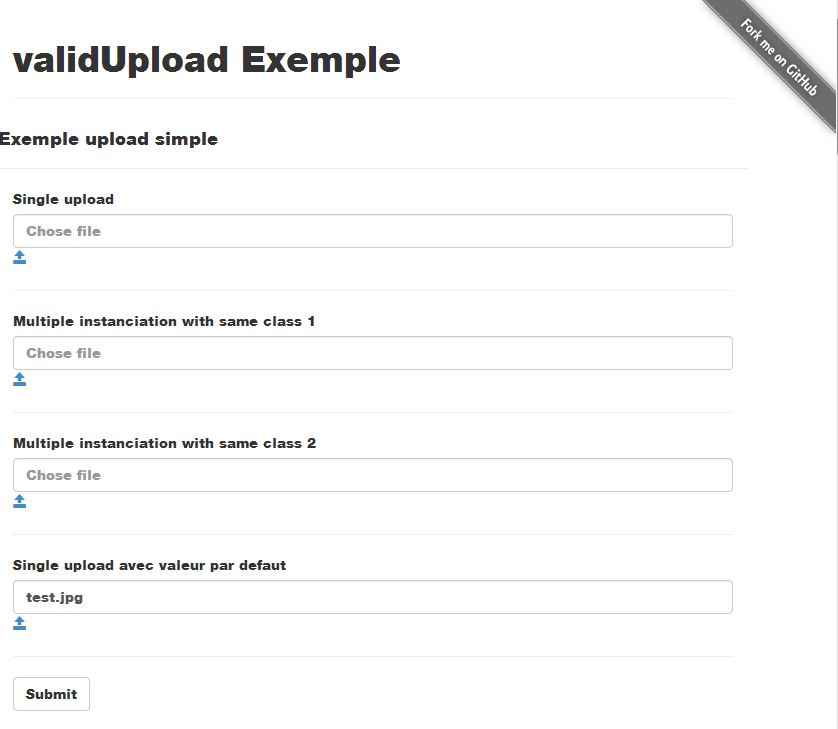 validUpload Exemple
Fork me on GitHub
Exemple upload simple
Single upload
Chose file
Multiple instanciation with same class 1
Chose file
Multiple instanciation with same class 2
Chose file
Single upload avec valeur par defaut
test.jpg
Submit